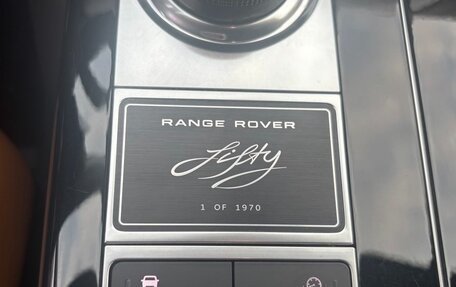 RANGE ROVER
Fifty
1 OF 1970